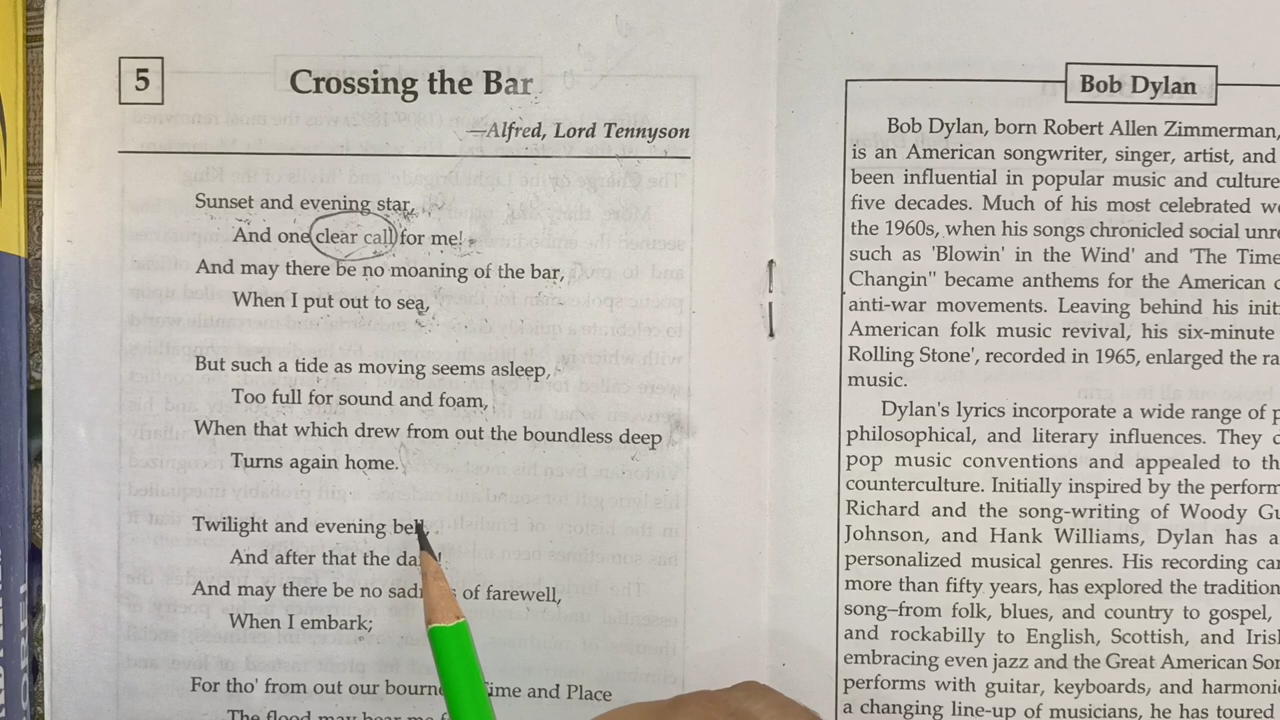 5
Crossing the Bar
—Alfred, Lord Tennyson
Sunset and evening star,
And one clear call for me!
And may there be no moaning of the bar,
When I put out to sea,
But such a tide as moving seems asleep,
Too full for sound and foam,
When that which drew from out the boundless deep
Turns again home.
Twilight and evening
And after that the
And may there be no of farewell,
When I embark;
For tho' from out our Time and Place
The flood may
Bob Dylan
Bob Dylan, born Robert Allen Zimmerman,
is an American songwriter, singer, artist, and
been influential in popular music and culture
five decades. Much of his most celebrated
the 1960s, when his songs chronicled social
such as 'Blowin' in the Wind' and 'The
Changin" became anthems for the American
anti-war movements. Leaving behind his
American folk music revival, his six-minute
Rolling Stone', recorded in 1965, enlarged the
music.
Dylan's lyrics incorporate a wide range of
philosophical, and literary influences. They
pop music conventions and appealed to
counterculture. Initially inspired by the
Richard and the song-writing of Woody
Johnson, and Hank Williams, Dylan has
personalized musical genres. His recording
more than fifty years, has explored the
song–from folk, blues, and country to gospel,
and rockabilly to English, Scottish, and
embracing even jazz and the Great American
performs with guitar, keyboards, and
a changing line-up of musicians, he has toured